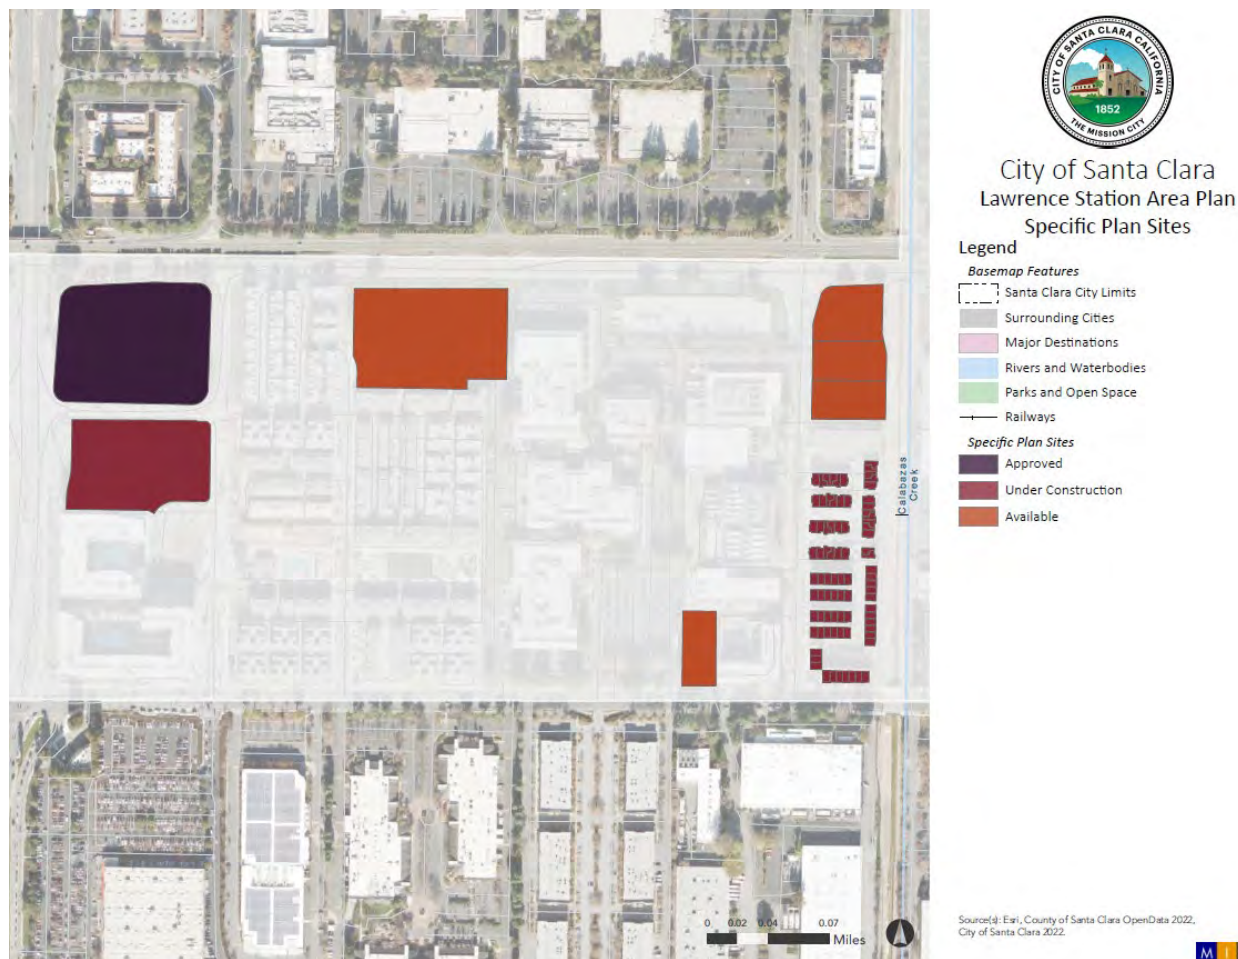 CITY OF SANTA CLARA CALIFORNIA
1852
THE MISSION CITY
City of Santa Clara
Lawrence Station Area Plan
Specific Plan Sites
Legend
Basemap Features
Santa Clara City Limits
Surrounding Cities
Major Destinations
Rivers and Waterbodies
Parks and Open Space
Railways
Specific Plan Sites
Approved
Under Construction
Available
Calabazas
Creek
0 0.02 0.04 0.07
Miles
Source(s): Esri, County of Santa Clara OpenData 2022,
City of Santa Clara 2022.
M I